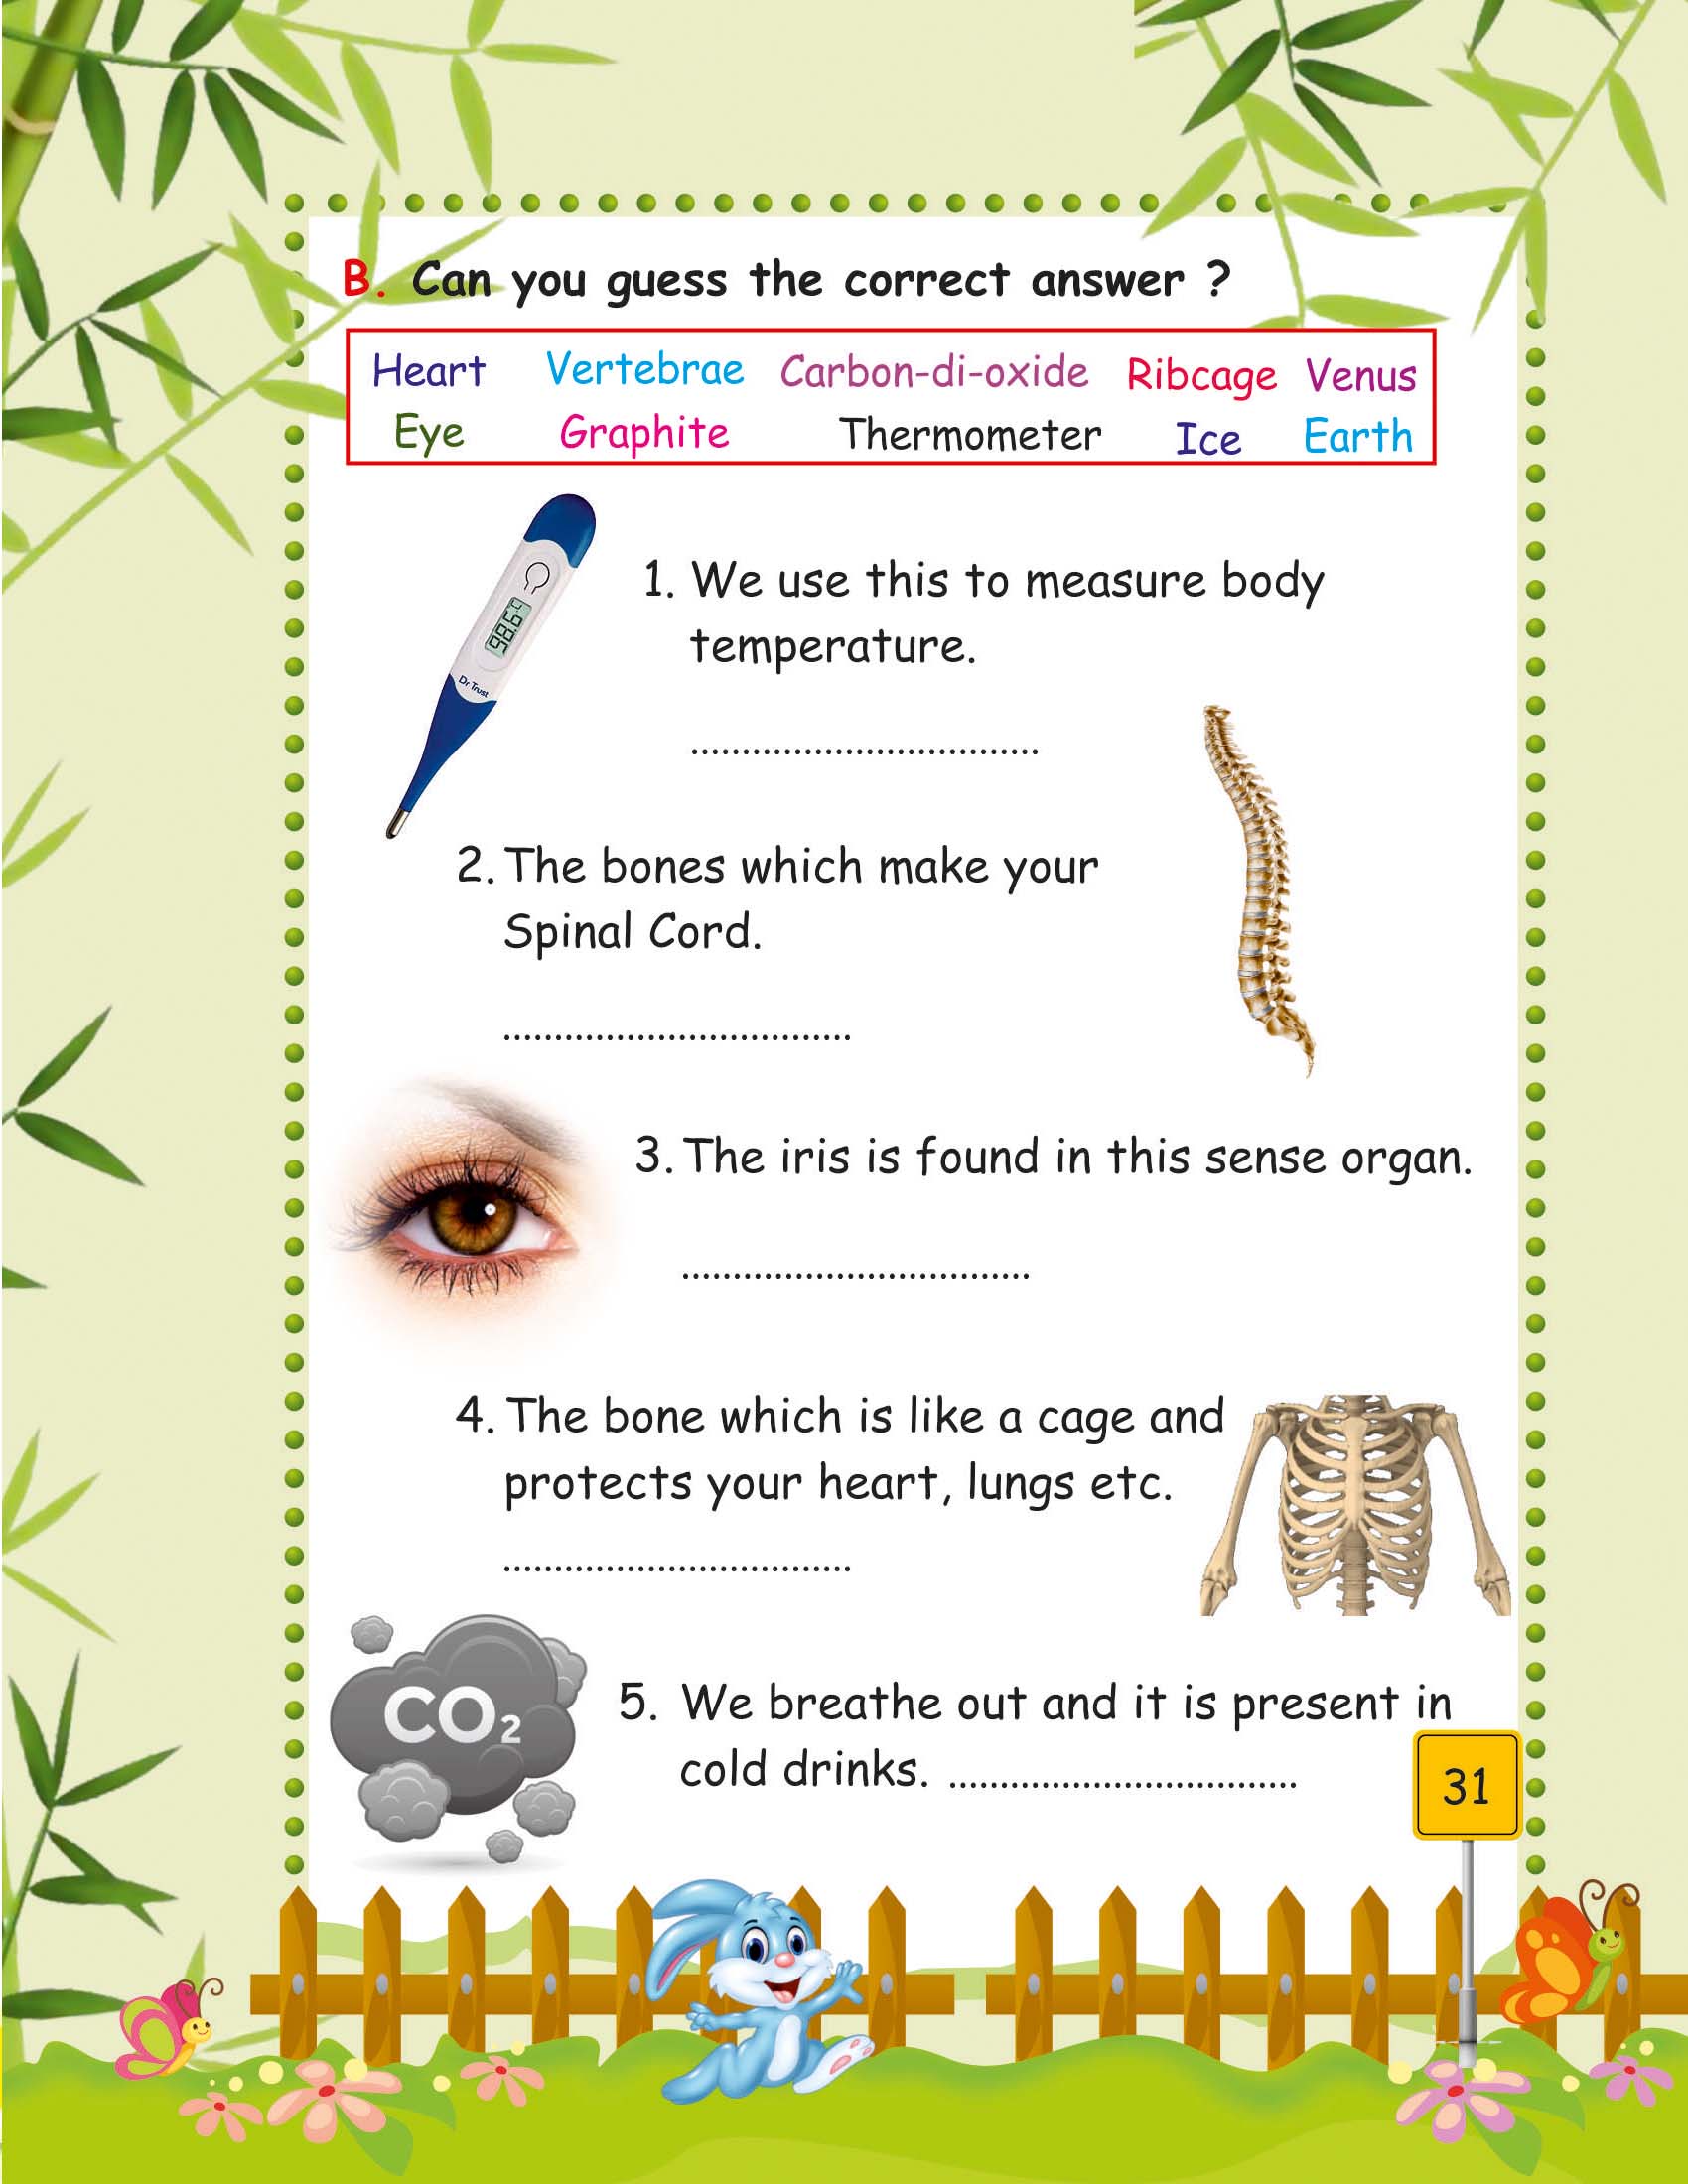 B. Can you guess the correct answer ?
Heart Vertebrae Carbon-di-oxide Ribcage Venus
Eye Graphite Thermometer Ice Earth
98.6°
Dr Trust
1. We use this to measure body
temperature.
..................................
2. The bones which make your
Spinal Cord.
..................................
3. The iris is found in this sense organ.
..................................
4. The bone which is like a cage and
protects your heart, lungs etc.
..................................
CO₂
5. We breathe out and it is present in
cold drinks. ..................................
31